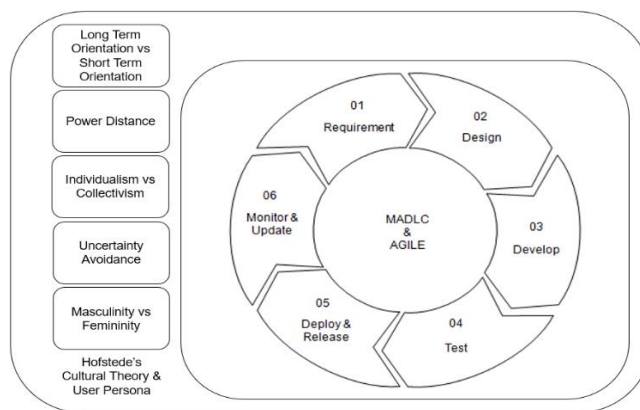 Long Term
Orientation vs
Short Term
Orientation
Power Distance
Individualism vs
Collectivism
Uncertainty
Avoidance
Masculinity vs
Femininity
Hofstede's
Cultural Theory &
User Persona
01
Requirement
02
Design
03
Develop
04
Test
05
Deploy &
Release
06
Monitor &
Update
MADLC
&
AGILE